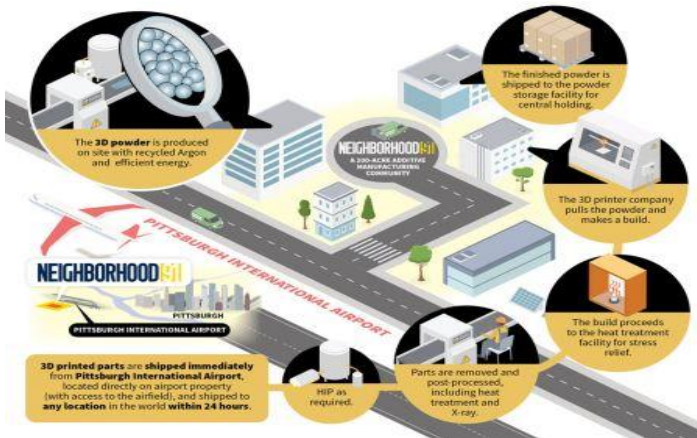 The 3D powder is produced
on site with recycled Argon
and efficient energy.
The finished powder is
shipped to the powder
storage facility for
central holding.
NEIGHBORHOOD 91
A 200-ACRE ADDITIVE
MANUFACTURING
COMMUNITY
The 3D printer company
pulls the powder and
makes a build.
PITTSBURGH INTERNATIONAL AIRPORT
NEIGHBORHOOD 91
PITTSBURGH
PITTSBURGH INTERNATIONAL AIRPORT
The build proceeds
to the heat treatment
facility for stress
relief.
Parts are removed and
post-processed,
including heat
treatment and
X-ray.
HIP as
required.
3D printed parts are shipped immediately
from Pittsburgh International Airport,
located directly on airport property
(with access to the airfield), and shipped to
any location in the world within 24 hours.